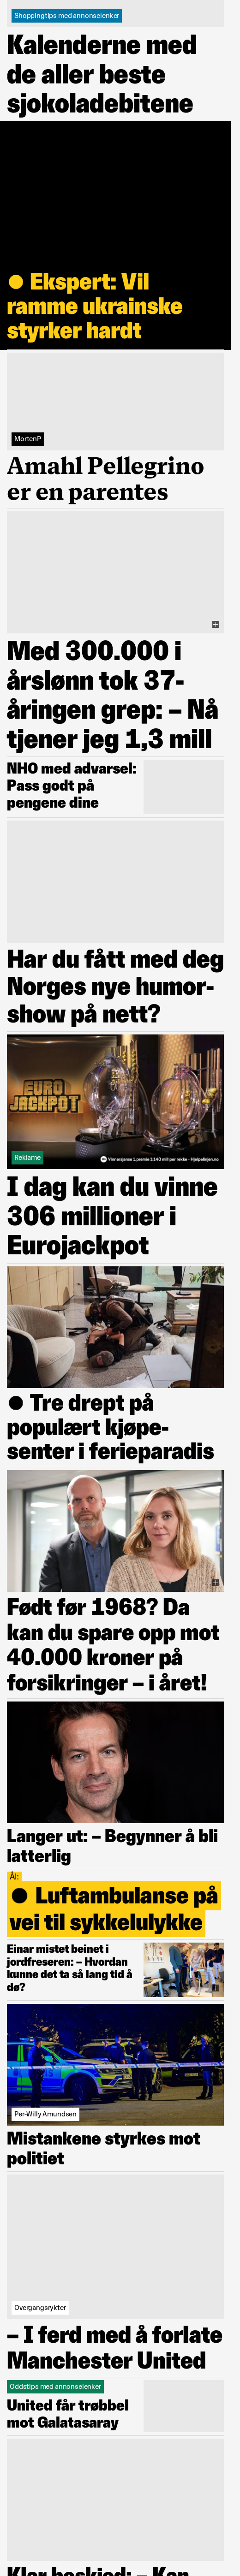 Shoppingtips med annonselenker
Kalenderne med
de aller beste
sjokoladebitene
● Ekspert: Vil
ramme ukrainske
styrker hardt
MortenP
Amahl Pellegrino
er en parentes
Med 300.000 i
årslønn tok 37-
åringen grep: – Nå
tjener jeg 1,3 mill
NHO med advarsel:
Pass godt på
pengene dine
Har du fått med deg
Norges nye humor-
show på nett?
EURO
JACKPOT
Reklame
Vinnersjanse 1.premie 1:140 mill per rekke - Hjelpelinjen.no
I dag kan du vinne
306 millioner i
Eurojackpot
● Tre drept på
populært kjøpe-
senter i ferieparadis
Født før 1968? Da
kan du spare opp mot
40.000 kroner på
forsikringer – i året!
Langer ut: – Begynner å bli
latterlig
Ål:
● Luftambulanse på
vei til sykkelulykke
Einar mistet beinet i
jordfreseren: – Hvordan
kunne det ta så lang tid å
dø?
Per-Willy Amundsen
Mistankene styrkes mot
politiet
Overgangsrykter
– I ferd med å forlate
Manchester United
Oddstips med annonselenker
United får trøbbel
mot Galatasaray
Klar beskjed: – Kan